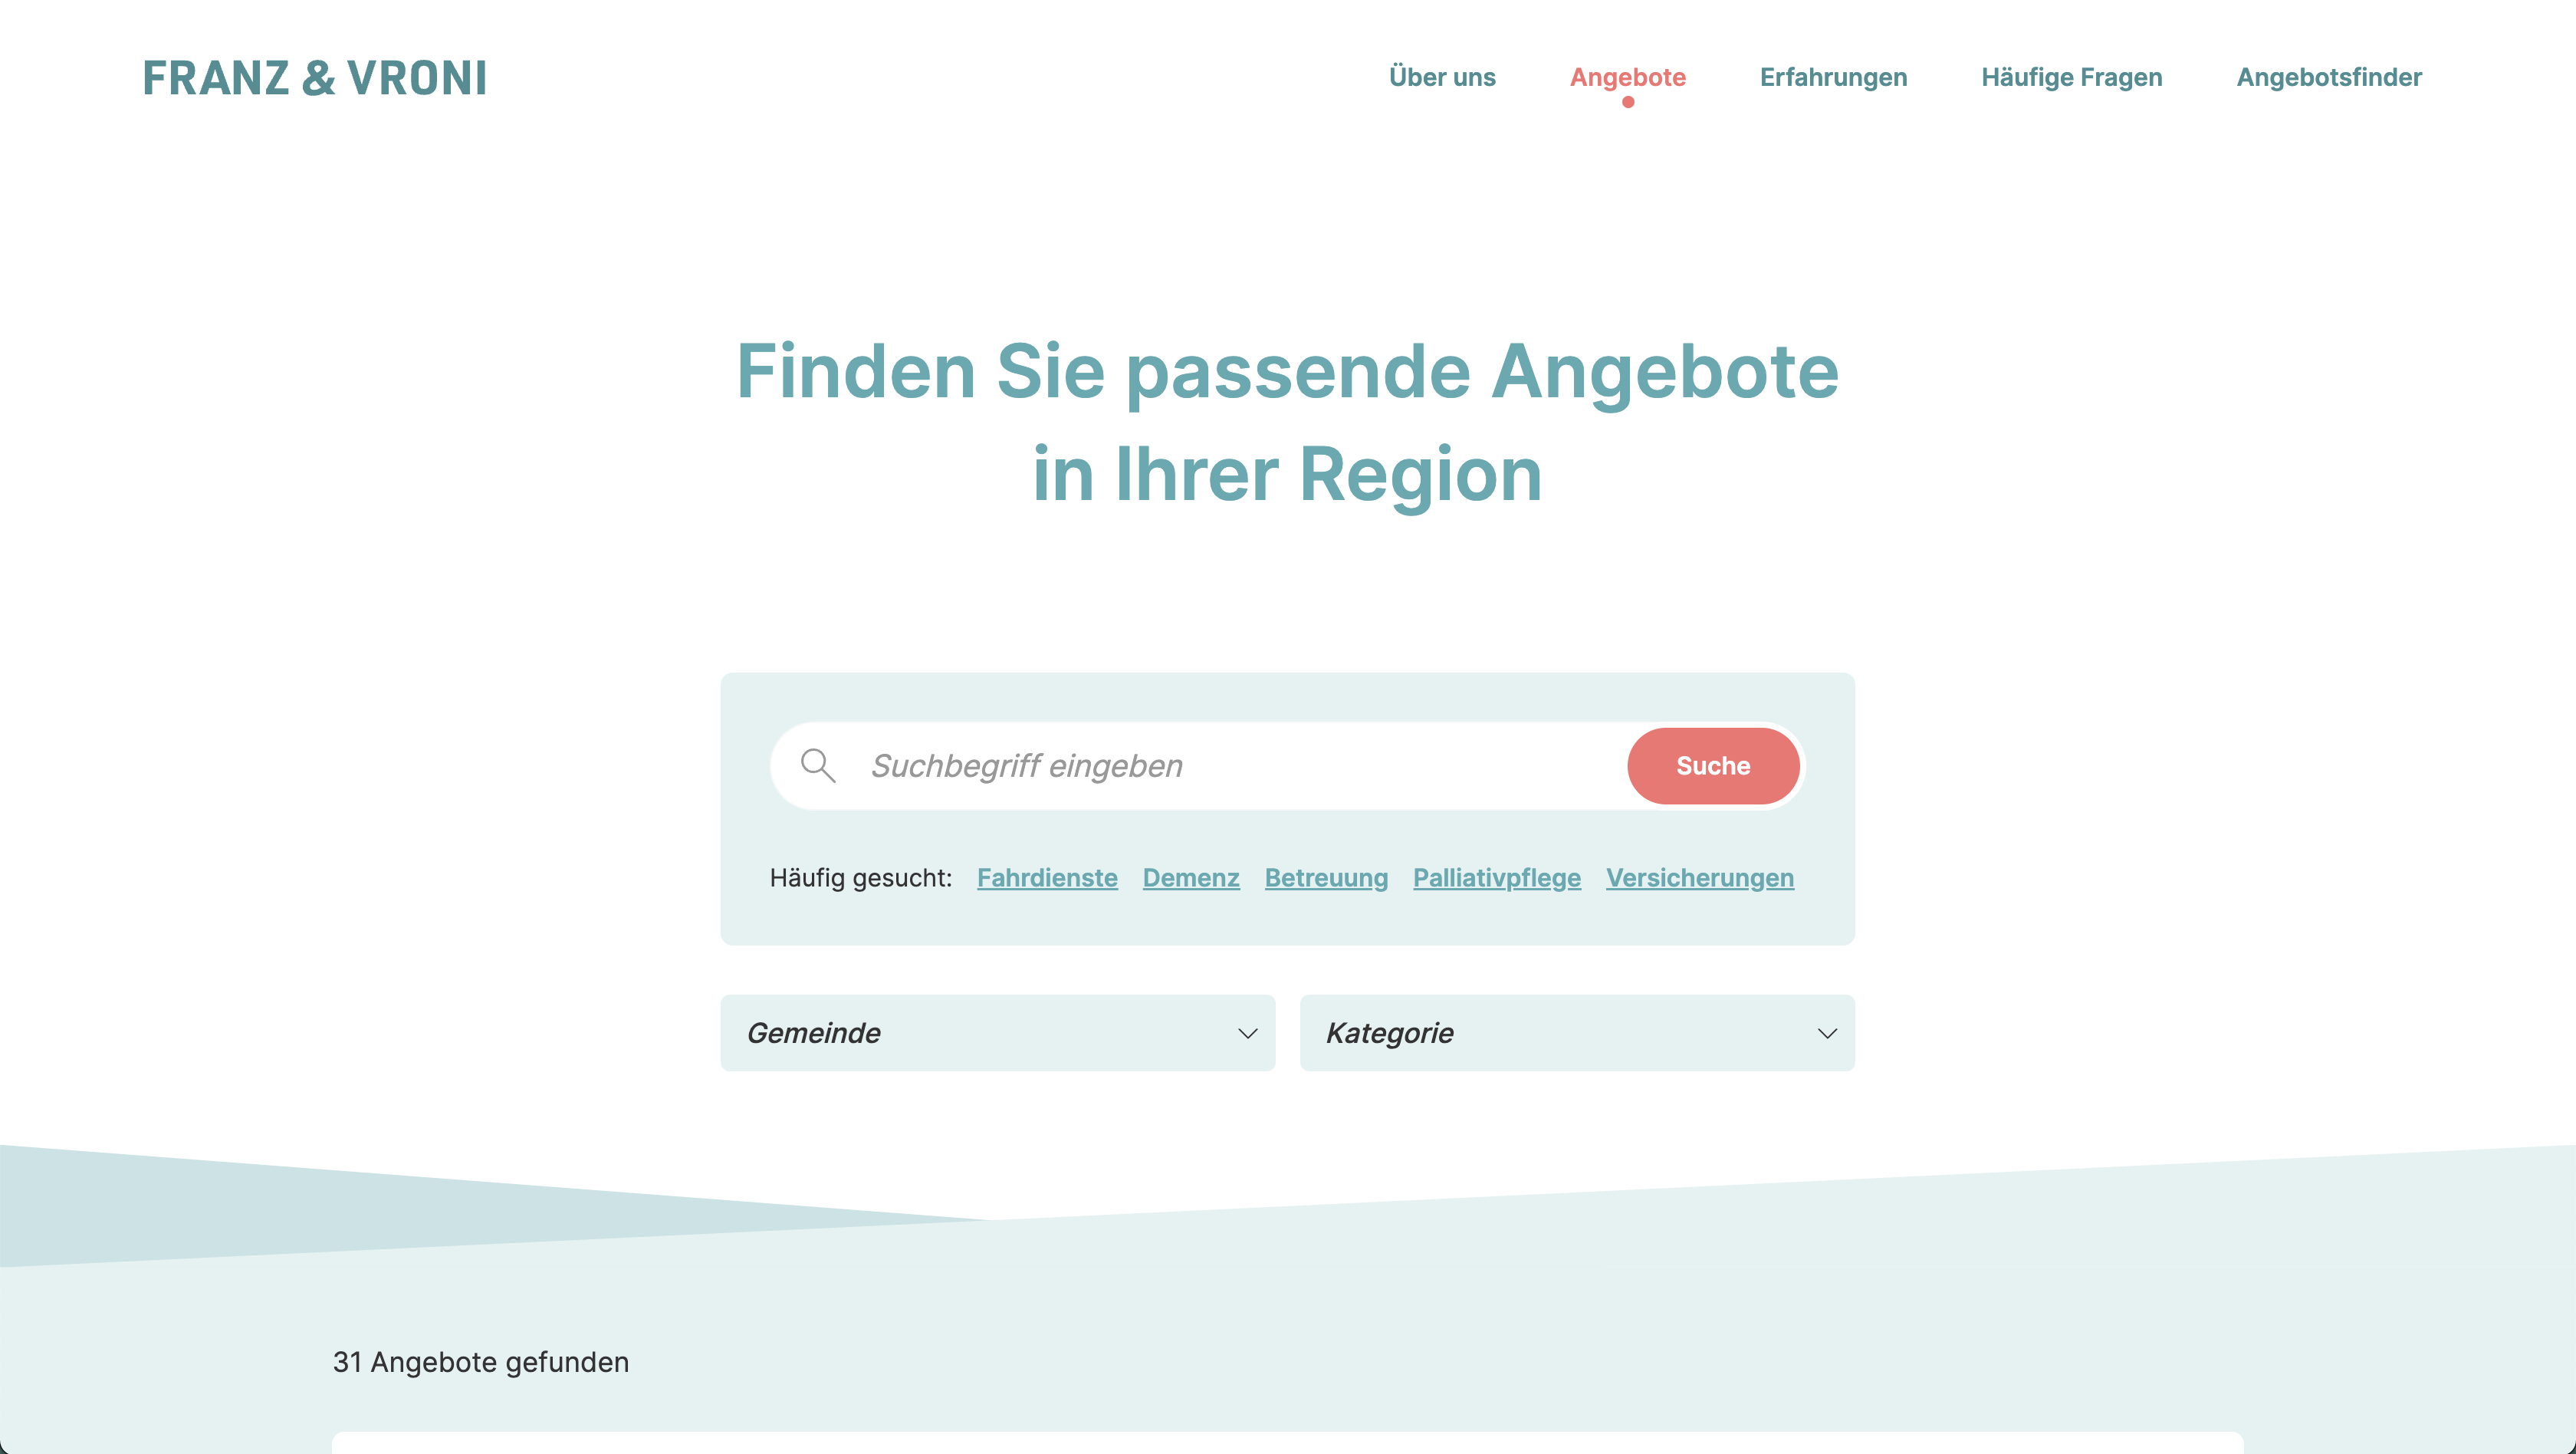 FRANZ & VRONI
Über uns
Angebote
Erfahrungen
Häufige Fragen
Angebotsfinder
Finden Sie passende Angebote
in Ihrer Region
Suchbegriff eingeben
Suche
Häufig gesucht: Fahrdienste Demenz Betreuung Palliativpflege Versicherungen
Gemeinde
Kategorie
31 Angebote gefunden